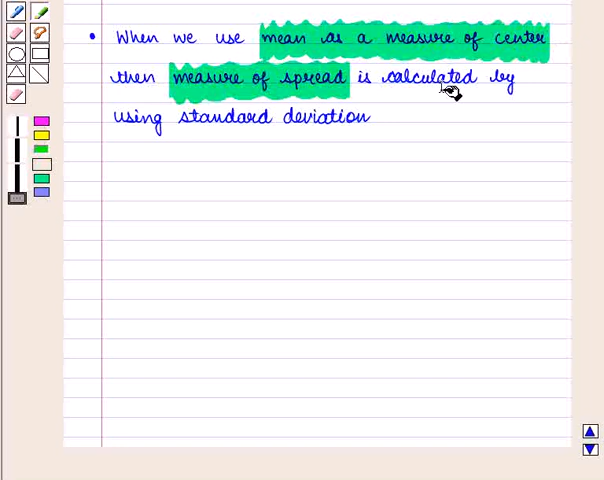 • When we use mean as a measure of center
then measure of spread is calculated by
using standard deviation